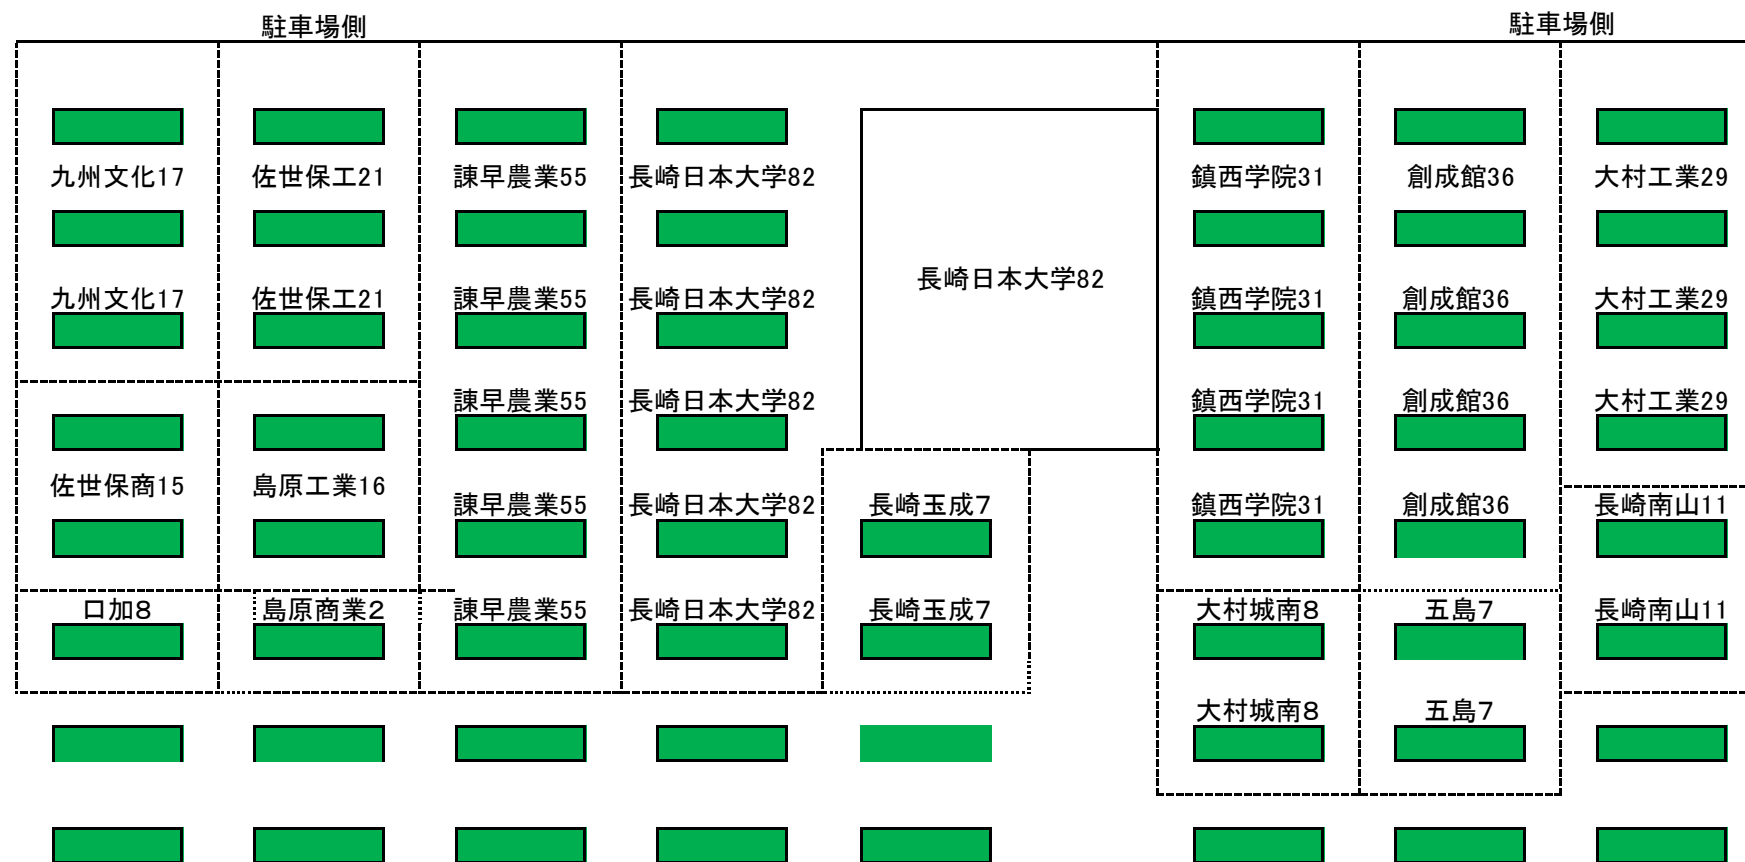 駐車場側 駐車場側
九州文化17 佐世保工21 諫早農業55 長崎日本大学82 鎮西学院31 創成館36 大村工業29
長崎日本大学82
九州文化17 佐世保工21 諫早農業55 長崎日本大学82 鎮西学院31 創成館36 大村工業29
諫早農業55 長崎日本大学82 鎮西学院31 創成館36 大村工業29
佐世保商15 島原工業16
諫早農業55 長崎日本大学82 長崎玉成7 鎮西学院31 創成館36 長崎南山11
口加8 島原商業2 諫早農業55 長崎日本大学82 長崎玉成7 大村城南8 五島7 長崎南山11
大村城南8 五島7